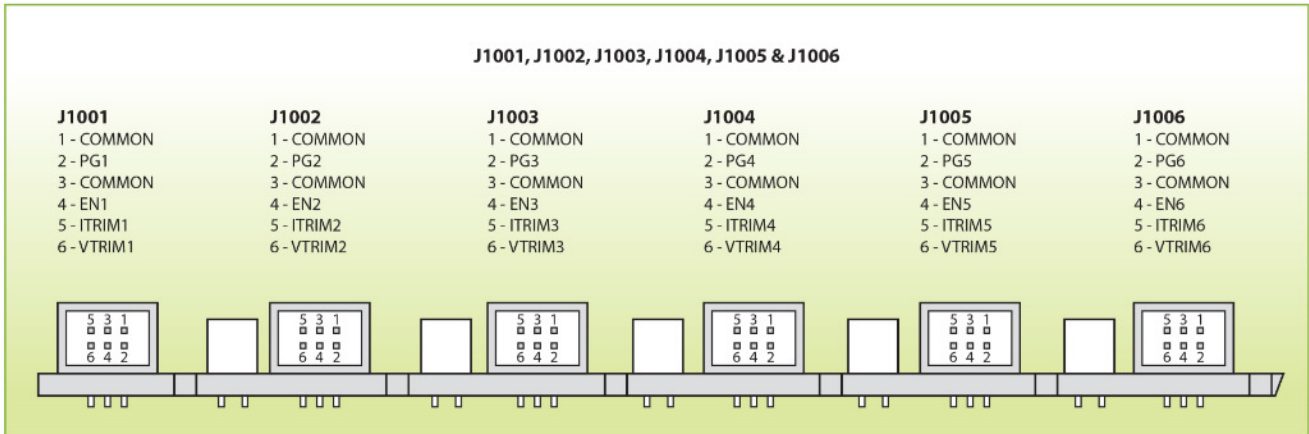 J1001, J1002, J1003, J1004, J1005 & J1006
J1001
1 - COMMON
2 - PG1
3 - COMMON
4 - EN1
5 - ITRIM1
6 - VTRIM1
J1002
1 - COMMON
2 - PG2
3 - COMMON
4 - EN2
5 - ITRIM2
6 - VTRIM2
J1003
1 - COMMON
2 - PG3
3 - COMMON
4 - EN3
5 - ITRIM3
6 - VTRIM3
J1004
1 - COMMON
2 - PG4
3 - COMMON
4 - EN4
5 - ITRIM4
6 - VTRIM4
J1005
1 - COMMON
2 - PG5
3 - COMMON
4 - EN5
5 - ITRIM5
6 - VTRIM5
J1006
1 - COMMON
2 - PG6
3 - COMMON
4 - EN6
5 - ITRIM6
6 - VTRIM6
5 3 1
6 4 2
5 3 1
6 4 2
5 3 1
6 4 2
5 3 1
6 4 2
5 3 1
6 4 2
5 3 1
6 4 2